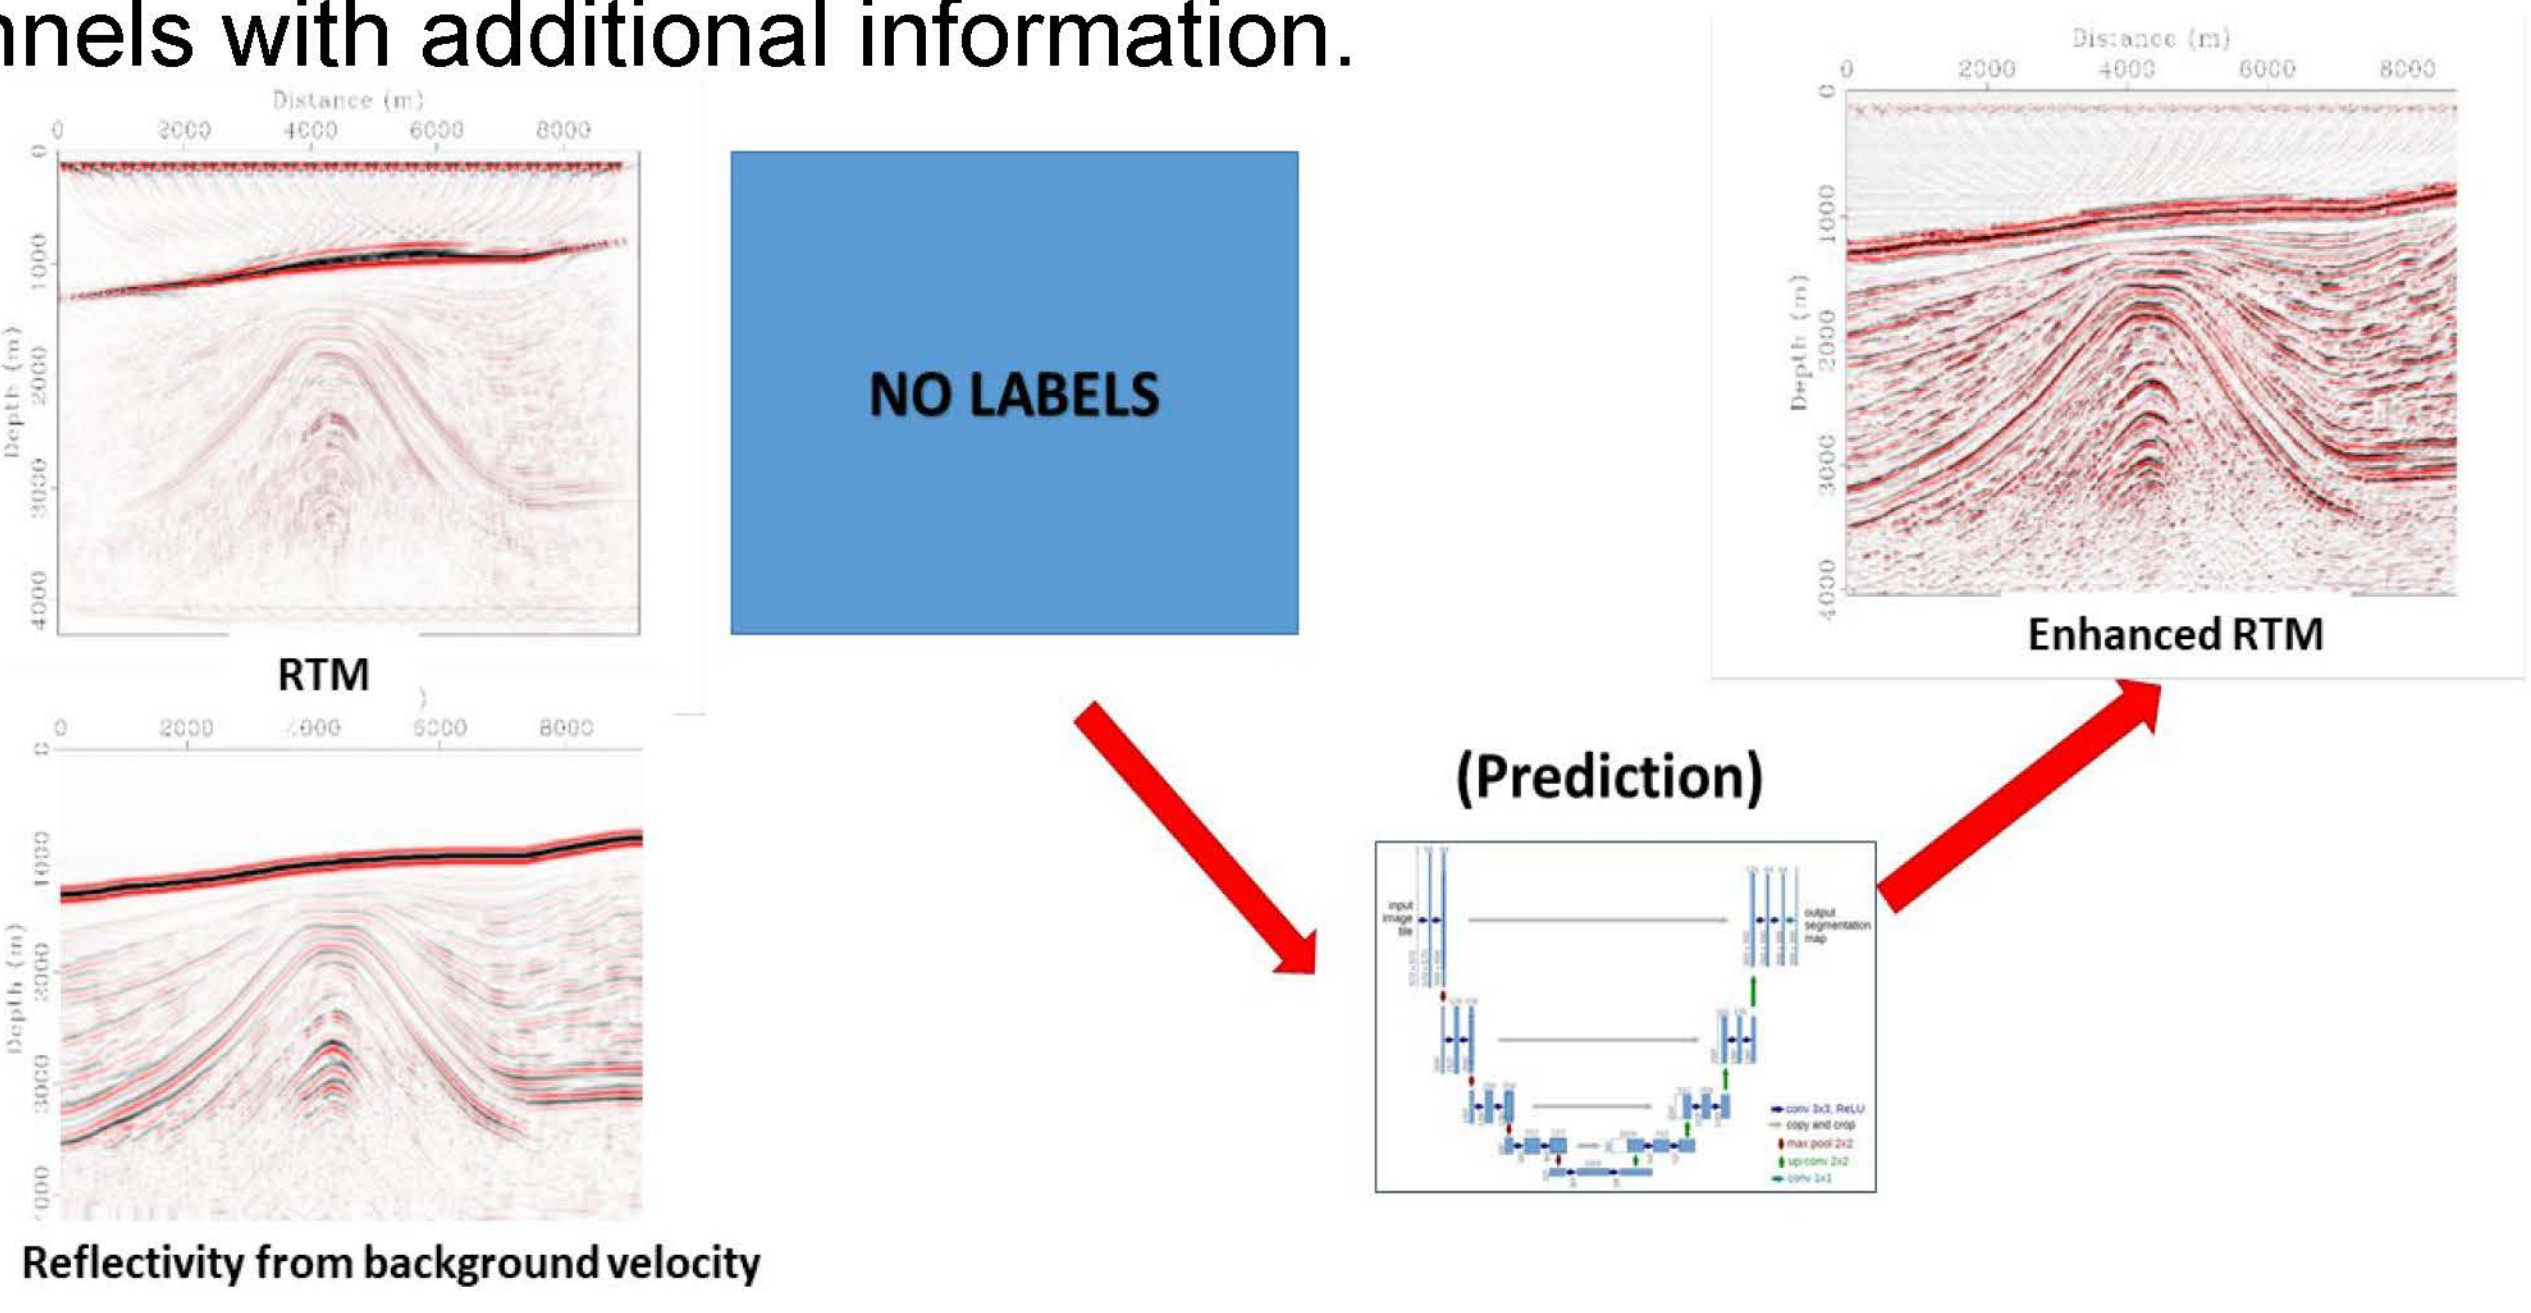 nnels with additional information.
Distance (m)
0 2000 4000 6000 8000
0
1000
2000
3000
4000
Depth (m)
RTM
)
0 2000 4000 6000 8000
0
1000
2000
3000
Depth (m)
Reflectivity from background velocity
NO LABELS
(Prediction)
input
image
tile
output
segmentation
map
conv 3x3, ReLU
copy and crop
max pool 2x2
up-conv 2x2
conv 1x1
Distance (m)
0 2000 4000 6000 8000
0
1000
2000
3000
4000
Depth (m)
Enhanced RTM